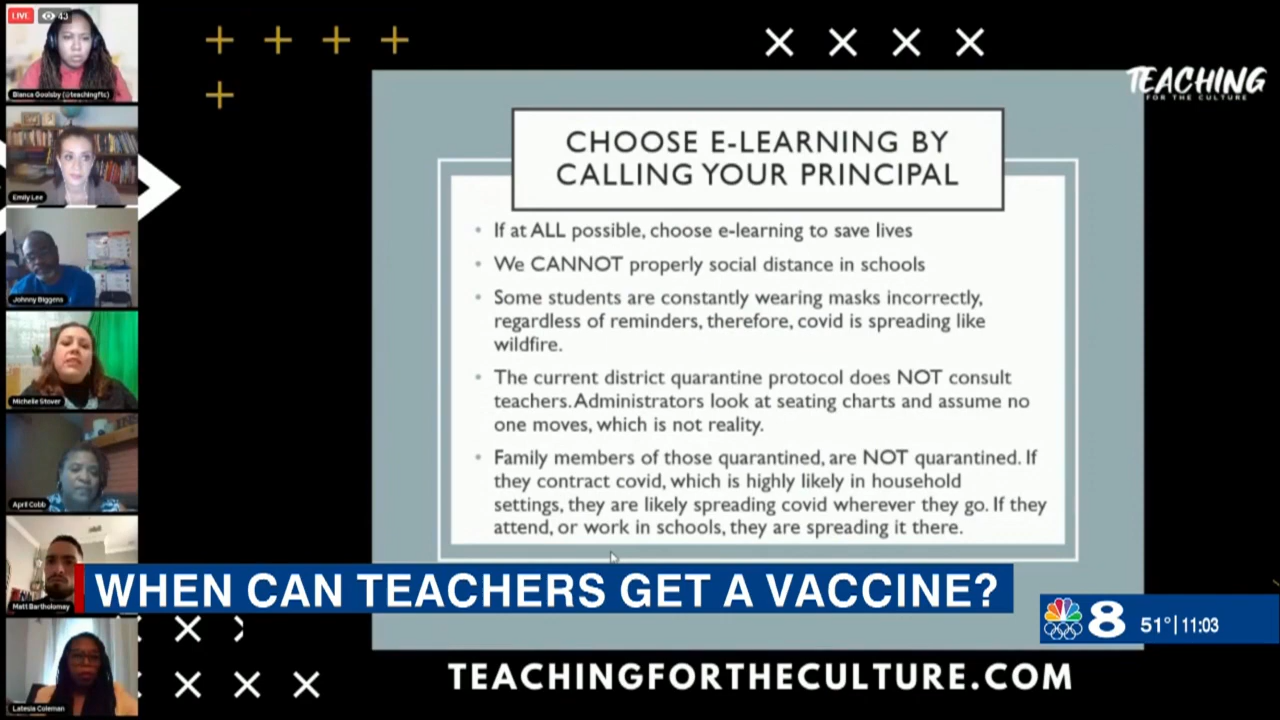 LIVE 43
Bianca Goolsby (@teachingftc)
Emily Lee
Johnny Biggens
Michelle Stover
April Cobb
Matt Bartholomay
Latesia Coleman
TEACHING
FOR THE CULTURE
CHOOSE E-LEARNING BY
CALLING YOUR PRINCIPAL
• If at ALL possible, choose e-learning to save lives
• We CANNOT properly social distance in schools
• Some students are constantly wearing masks incorrectly,
regardless of reminders, therefore, covid is spreading like
wildfire.
• The current district quarantine protocol does NOT consult
teachers. Administrators look at seating charts and assume no
one moves, which is not reality.
• Family members of those quarantined, are NOT quarantined. If
they contract covid, which is highly likely in household
settings, they are likely spreading covid wherever they go. If they
attend, or work in schools, they are spreading it there.
WHEN CAN TEACHERS GET A VACCINE?
8 51° | 11:03
TEACHINGFORTHECULTURE.COM